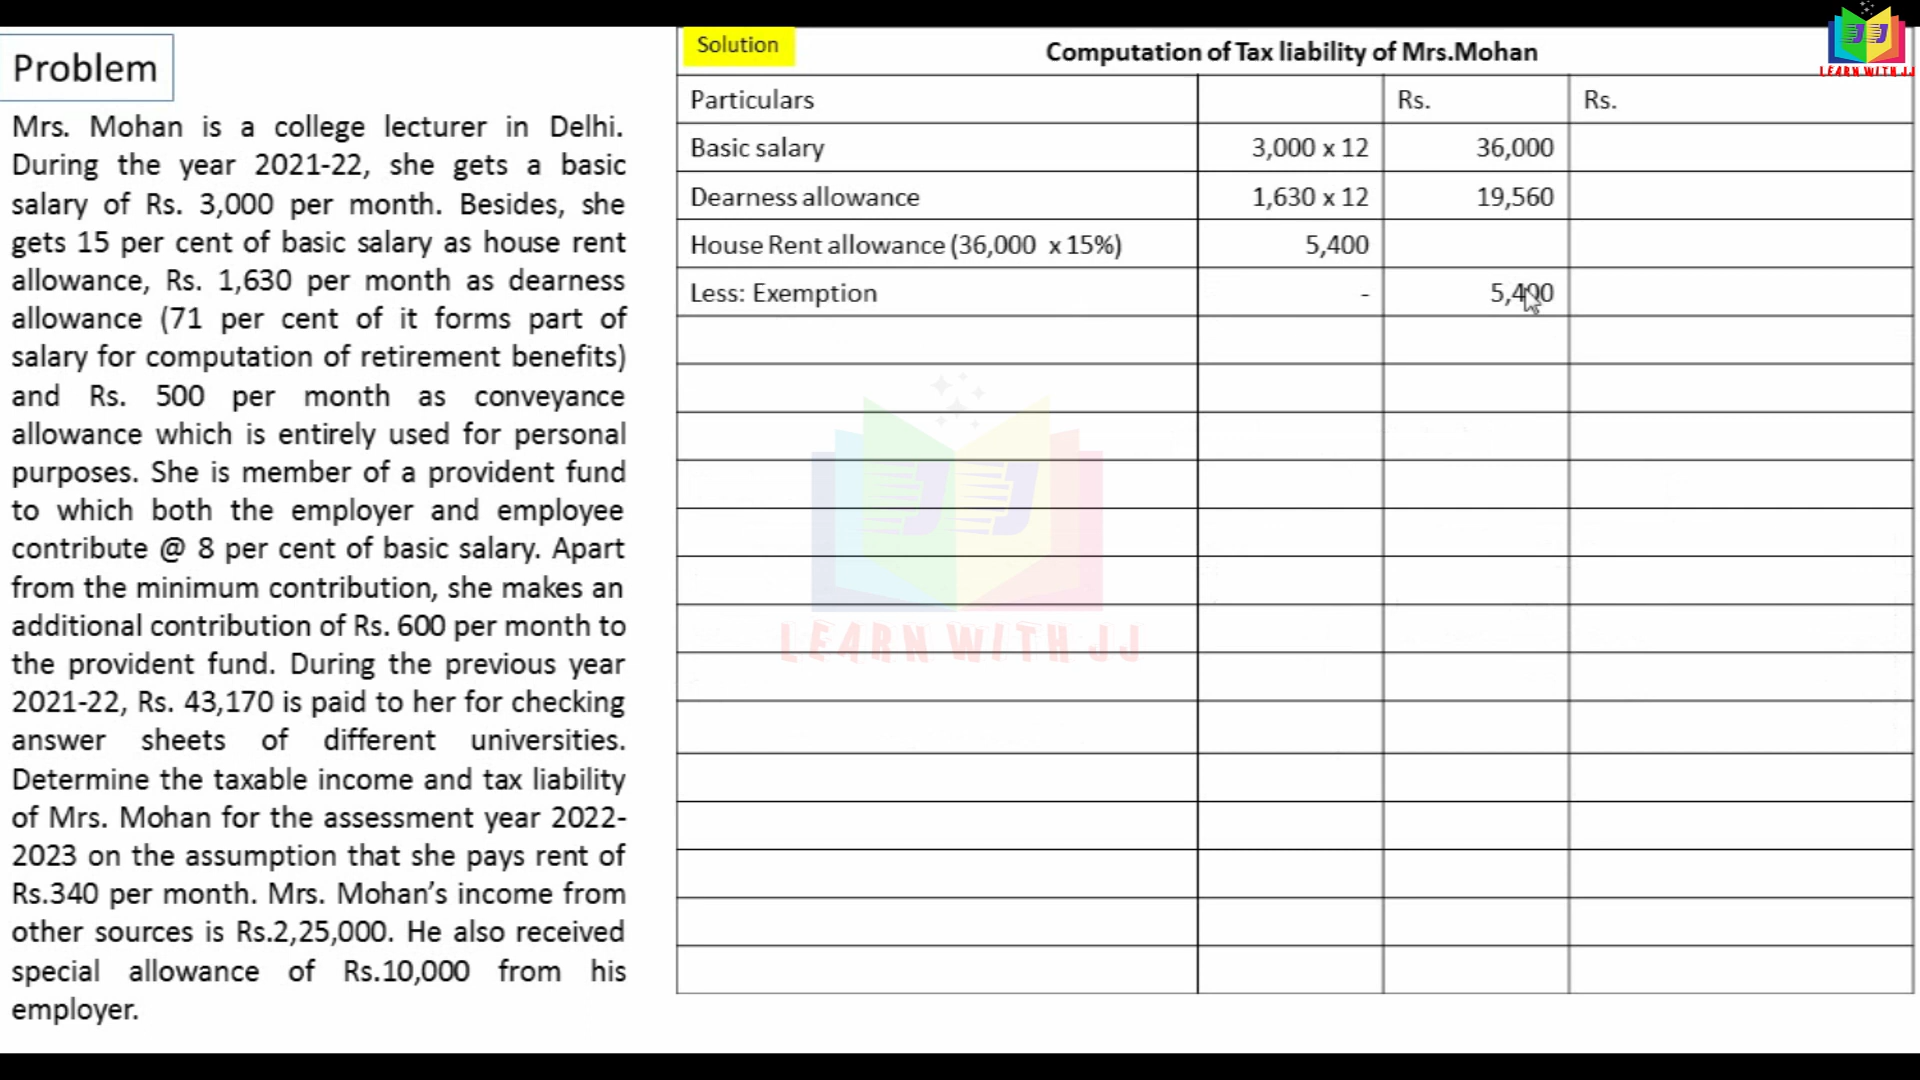 Problem
Mrs. Mohan is a college lecturer in Delhi.
During the year 2021-22, she gets a basic
salary of Rs. 3,000 per month. Besides, she
gets 15 per cent of basic salary as house rent
allowance, Rs. 1,630 per month as dearness
allowance (71 per cent of it forms part of
salary for computation of retirement benefits)
and Rs. 500 per month as conveyance
allowance which is entirely used for personal
purposes. She is member of a provident fund
to which both the employer and employee
contribute @ 8 per cent of basic salary. Apart
from the minimum contribution, she makes an
additional contribution of Rs. 600 per month to
the provident fund. During the previous year
2021-22, Rs. 43,170 is paid to her for checking
answer sheets of different universities.
Determine the taxable income and tax liability
of Mrs. Mohan for the assessment year 2022-
2023 on the assumption that she pays rent of
Rs.340 per month. Mrs. Mohan’s income from
other sources is Rs.2,25,000. He also received
special allowance of Rs.10,000 from his
employer.
Solution
Computation of Tax liability of Mrs.Mohan
Particulars Rs. Rs.
Basic salary 3,000 x 12 36,000
Dearness allowance 1,630 x 12 19,560
House Rent allowance (36,000 x 15%) 5,400
Less: Exemption - 5,400
JJ
LEARN WITH JJ
JJ
LEARN WITH JJ